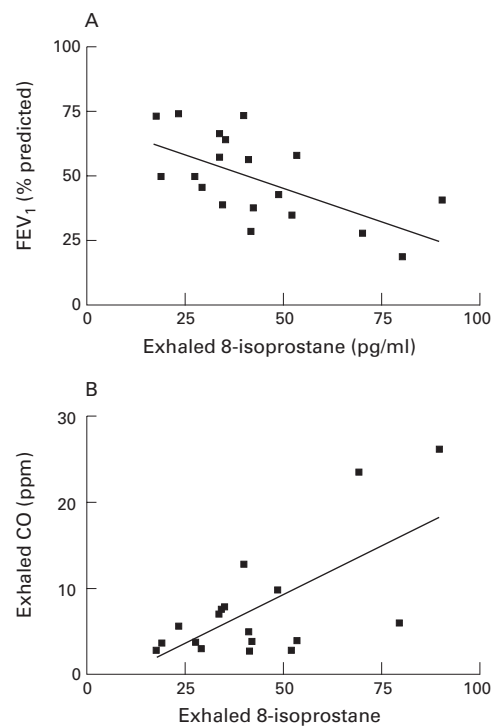 A
100
75
50
25
0
FEV₁ (% predicted)
0 25 50 75 100
Exhaled 8-isoprostane (pg/ml)
B
30
20
10
0
Exhaled CO (ppm)
0 25 50 75 100
Exhaled 8-isoprostane